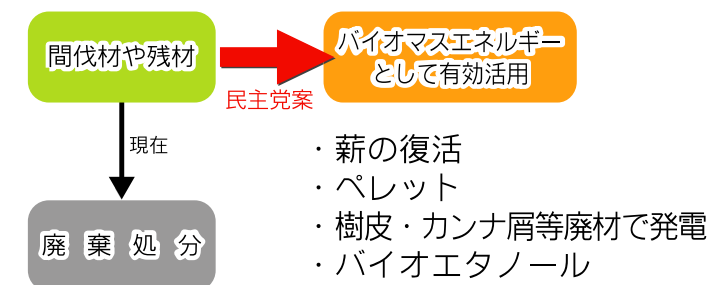 間伐材や残材
バイオマスエネルギー
として有効活用
民主党案
現在
・薪の復活
・ペレット
・樹皮・カンナ屑等廃材で発電
・バイオエタノール
廃棄処分